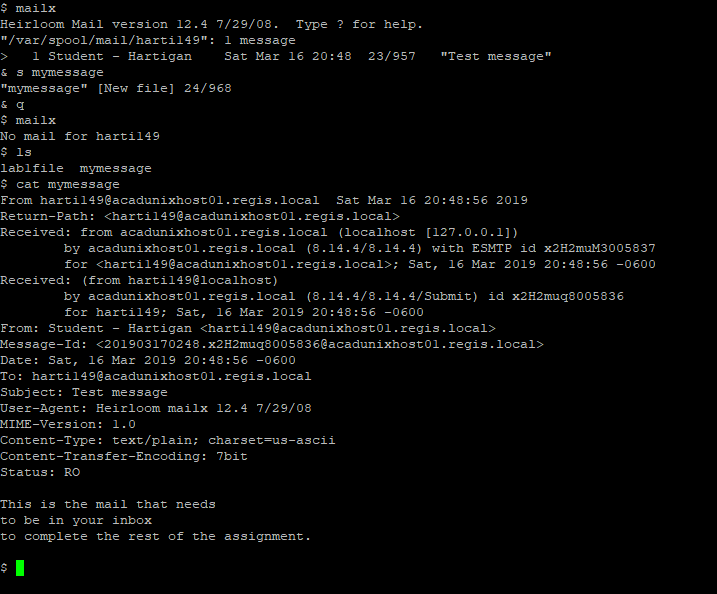 $ mailx
Heirloom Mail version 12.4 7/29/08.  Type ? for help.
"/var/spool/mail/harti149": 1 message
>   1 Student - Hartigan    Sat Mar 16 20:48  23/957   "Test message"
& s mymessage
"mymessage" [New file] 24/968
& q
$ mailx
No mail for harti149
$ ls
lab1file  mymessage
$ cat mymessage
From harti149@acadunixhost01.regis.local  Sat Mar 16 20:48:56 2019
Return-Path: <harti149@acadunixhost01.regis.local>
Received: from acadunixhost01.regis.local (localhost [127.0.0.1])
        by acadunixhost01.regis.local (8.14.4/8.14.4) with ESMTP id x2H2muM3005837
        for <harti149@acadunixhost01.regis.local>; Sat, 16 Mar 2019 20:48:56 -0600
Received: (from harti149@localhost)
        by acadunixhost01.regis.local (8.14.4/8.14.4/Submit) id x2H2muq8005836
        for harti149; Sat, 16 Mar 2019 20:48:56 -0600
From: Student - Hartigan <harti149@acadunixhost01.regis.local>
Message-Id: <201903170248.x2H2muq8005836@acadunixhost01.regis.local>
Date: Sat, 16 Mar 2019 20:48:56 -0600
To: harti149@acadunixhost01.regis.local
Subject: Test message
User-Agent: Heirloom mailx 12.4 7/29/08
MIME-Version: 1.0
Content-Type: text/plain; charset=us-ascii
Content-Transfer-Encoding: 7bit
Status: RO

This is the mail that needs
to be in your inbox
to complete the rest of the assignment.

$